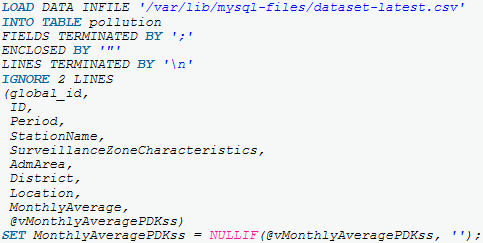 LOAD DATA INFILE '/var/lib/mysql-files/dataset-latest.csv'
INTO TABLE pollution
FIELDS TERMINATED BY ';'
ENCLOSED BY '"'
LINES TERMINATED BY '\n'
IGNORE 2 LINES
(global_id,
ID,
Period,
StationName,
SurveillanceZoneCharacteristics,
AdmArea,
District,
Location,
MonthlyAverage,
@vMonthlyAveragePDKss)
SET MonthlyAveragePDKss = NULLIF(@vMonthlyAveragePDKss, '');